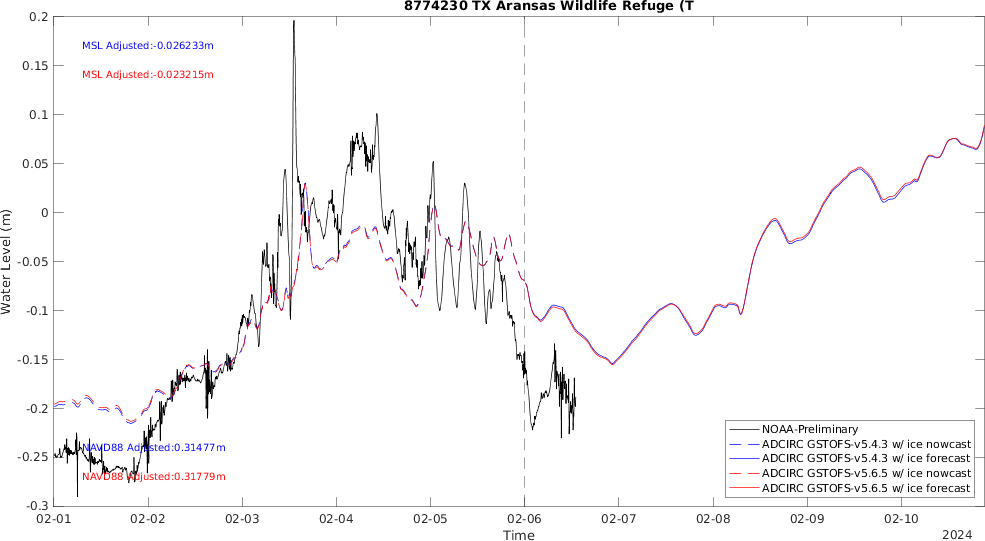 8774230 TX Aransas Wildlife Refuge (T
0.2
0.15
0.1
0.05
0
-0.05
-0.1
-0.15
-0.2
-0.25
-0.3
Water Level (m)
MSL Adjusted:-0.026233m
MSL Adjusted:-0.023215m
NAVD88 Adjusted:0.31477m
NAVD88 Adjusted:0.31779m
NOAA-Preliminary
ADCIRC GSTOFS-v5.4.3 w/ ice nowcast
ADCIRC GSTOFS-v5.4.3 w/ ice forecast
ADCIRC GSTOFS-v5.6.5 w/ ice nowcast
ADCIRC GSTOFS-v5.6.5 w/ ice forecast
02-01 02-02 02-03 02-04 02-05 02-06 02-07 02-08 02-09 02-10
Time
2024